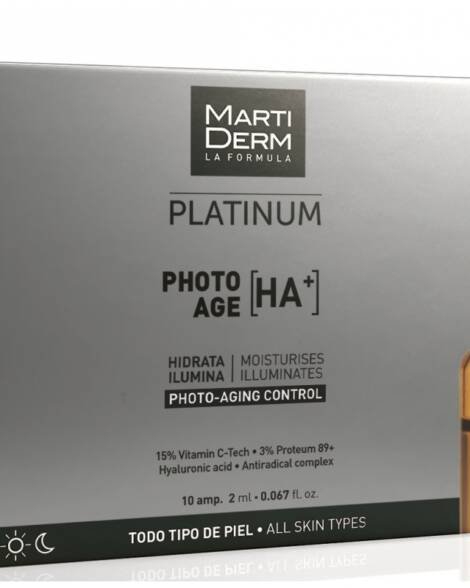 MARTI
DERM
LA FORMULA
PLATINUM
PHOTO
AGE [HA+]
HIDRATA | MOISTURISES
ILUMINA | ILLUMINATES
PHOTO-AGING CONTROL
15% Vitamin C-Tech • 3% Proteum 89+
Hyaluronic acid • Antiradical complex
10 amp. 2 ml • 0.067 fl. oz.
TODO TIPO DE PIEL • ALL SKIN TYPES